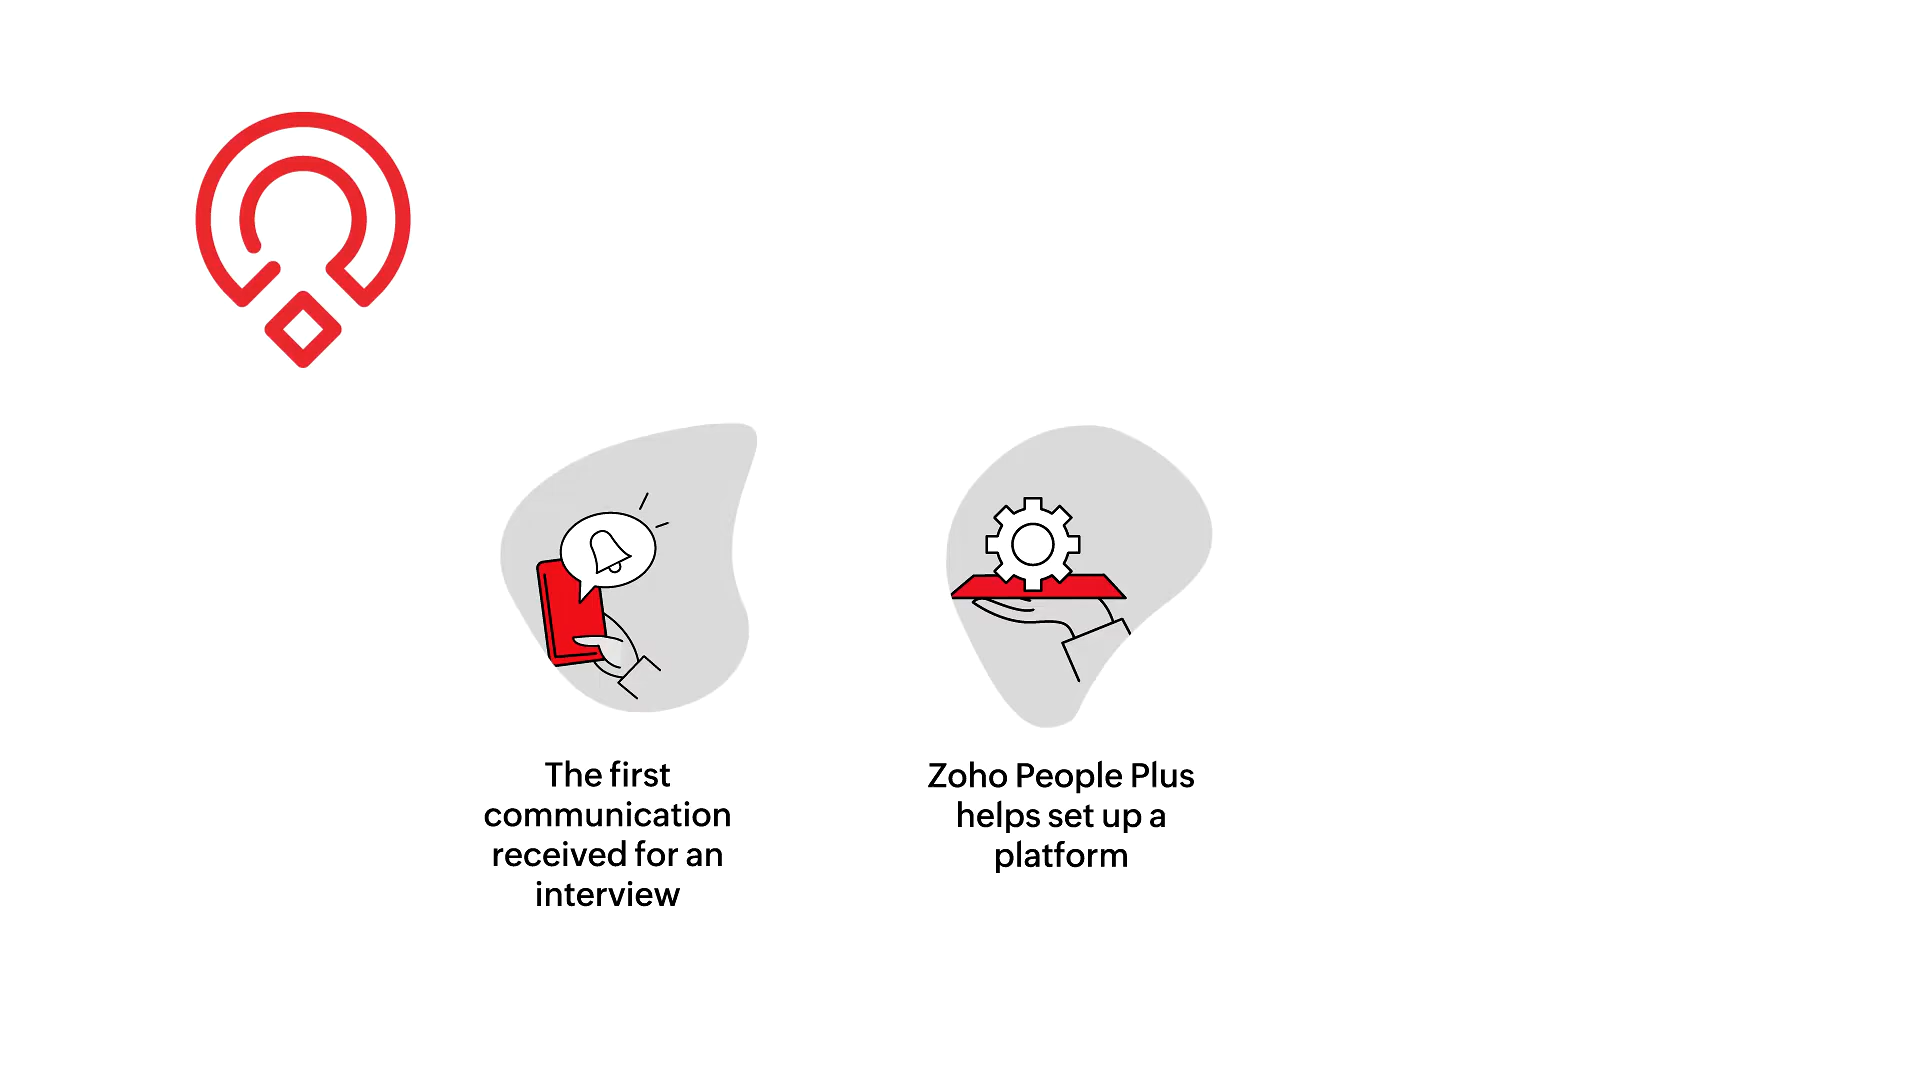 The first
communication
received for an
interview
Zoho People Plus
helps set up a
platform